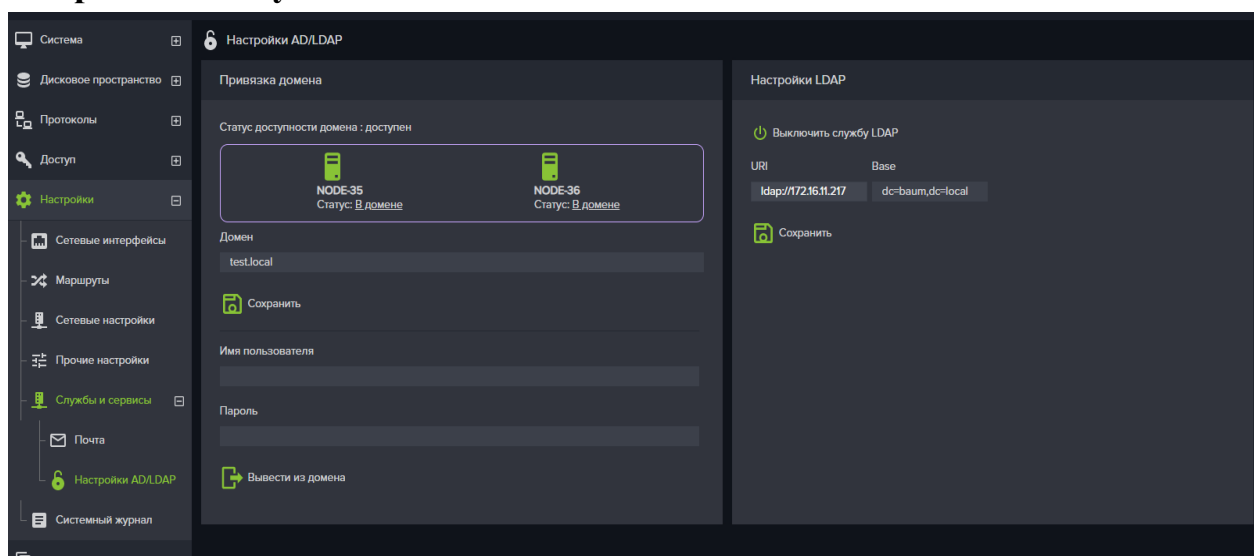 Система
Дисковое пространство
Протоколы
Доступ
Настройки
Сетевые интерфейсы
Маршруты
Сетевые настройки
Прочие настройки
Службы и сервисы
Почта
Настройки AD/LDAP
Системный журнал
Настройки AD/LDAP
Привязка домена
Статус доступности домена : доступен
NODE-35
Статус: В домене
NODE-36
Статус: В домене
Домен
test.local
Сохранить
Имя пользователя
Пароль
Вывести из домена
Настройки LDAP
Выключить службу LDAP
URI
Base
ldap://172.16.11.217
dc=baum,dc=local
Сохранить